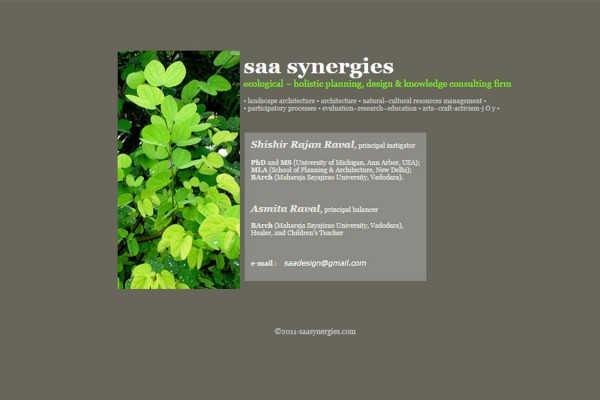 saa synergies
ecological ~ holistic planning, design & knowledge consulting firm
• landscape architecture • architecture • natural~cultural resources management •
• participatory processes • evaluation~research~education • arts~craft~activism~j O y •
Shishir Rajan Raval, principal instigator
PhD and MS (University of Michigan, Ann Arbor, USA);
MLA (School of Planning & Architecture, New Delhi);
BArch (Maharaja Sayajirao University, Vadodara).
Asmita Raval, principal balancer
BArch (Maharaja Sayajirao University, Vadodara),
Healer, and Children's Teacher
e-mail : saadesign@gmail.com
©2011-saasynergies.com